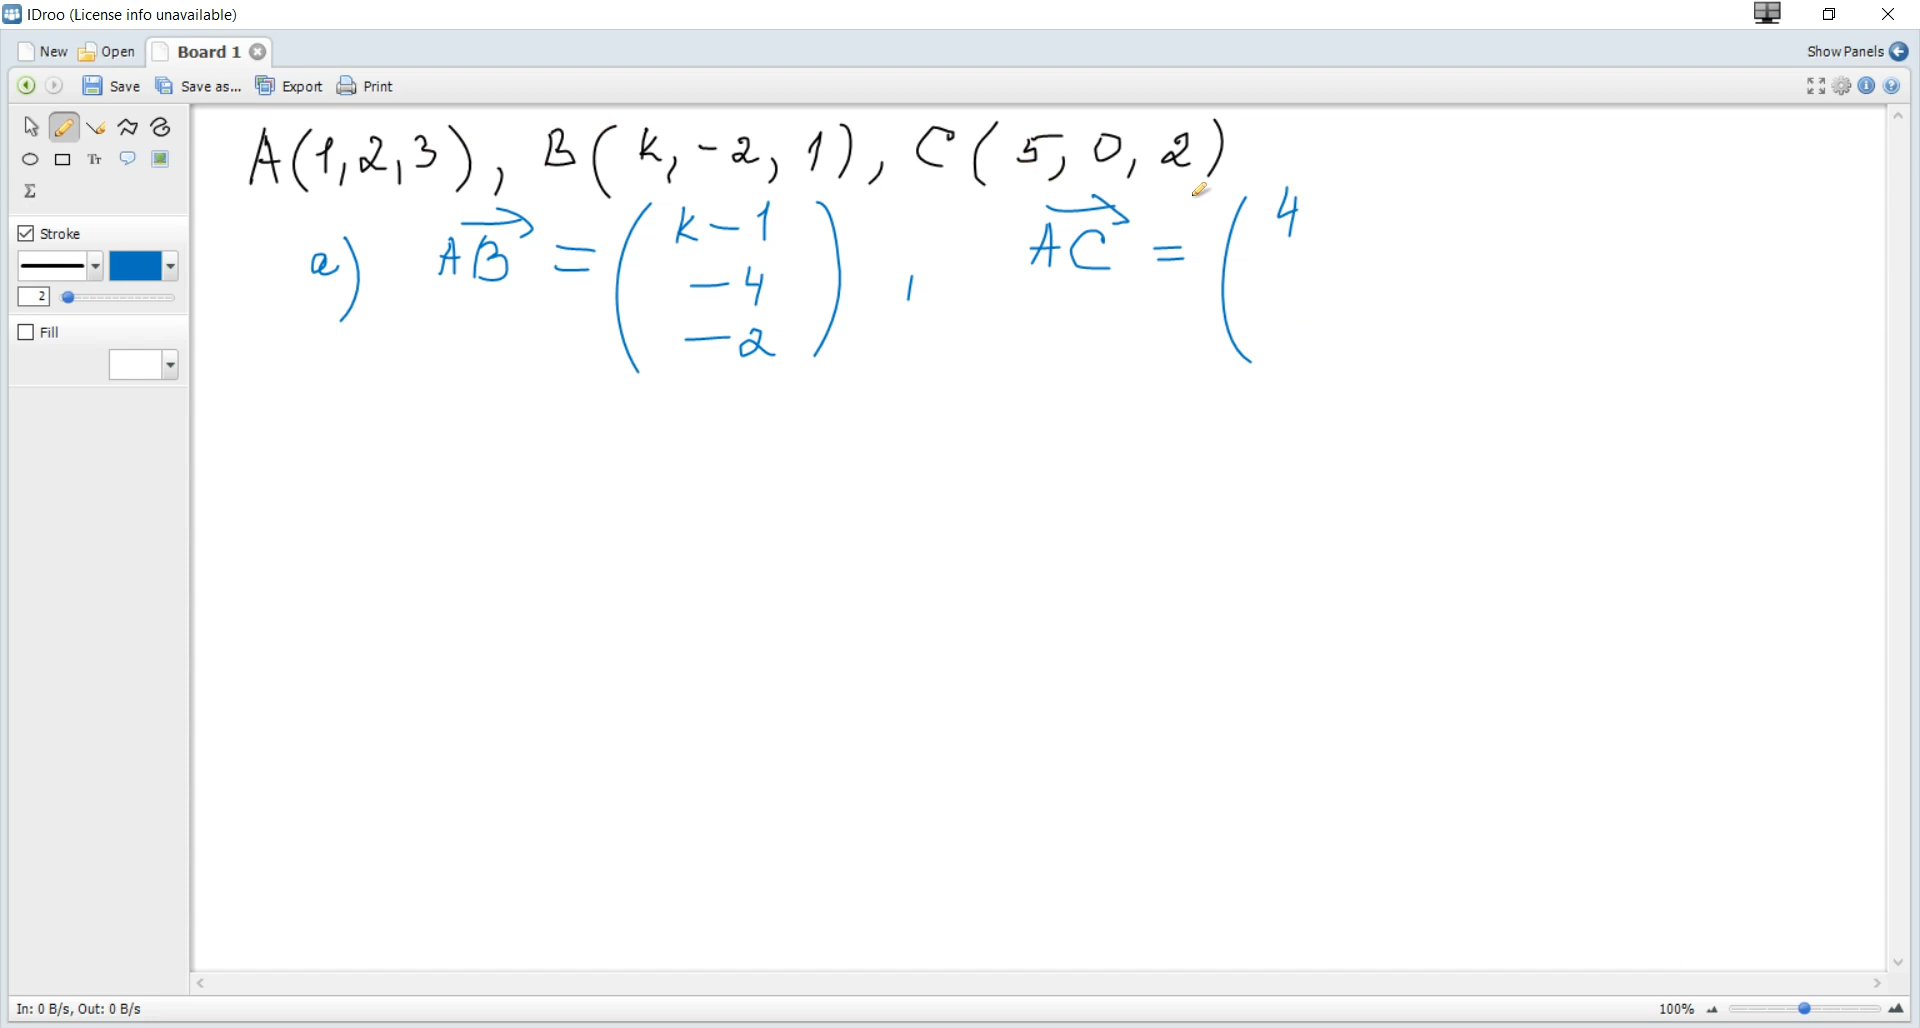 IDroo (License info unavailable)
New Open Board 1 Show Panels
Save Save as... Export Print
A(1,2,3), B(k,-2,1), C(5,0,2)
a) AB⃗ = ( k-1 , AC⃗ = ( 4
-4
-2 )
Tт
Σ
Stroke
2
Fill
In: 0 B/s, Out: 0 B/s 100%